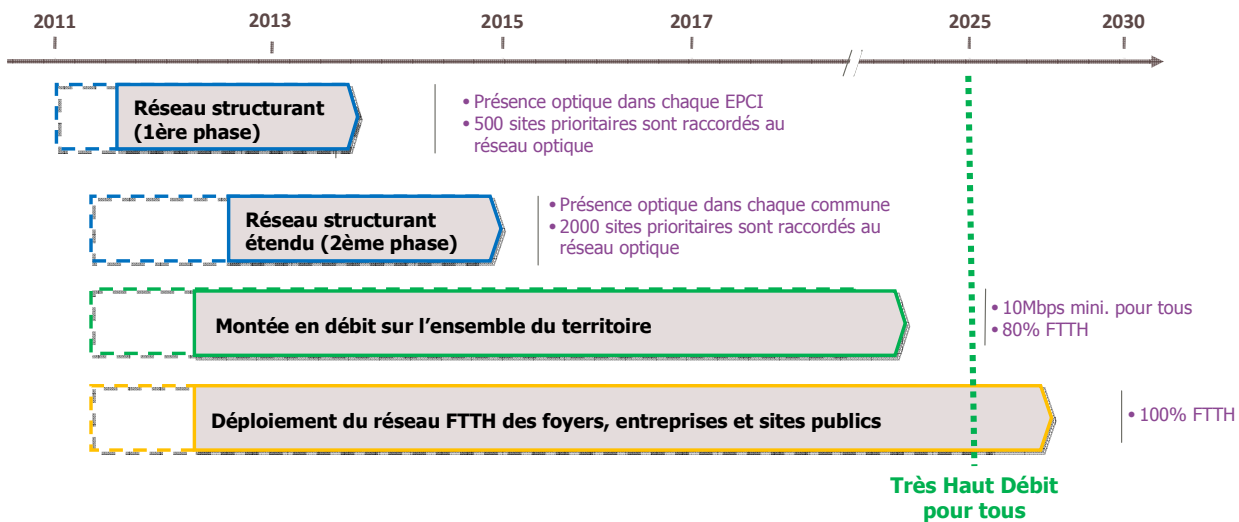 2011 2013 2015 2017 2025 2030
Réseau structurant
(1ère phase)
• Présence optique dans chaque EPCI
• 500 sites prioritaires sont raccordés au
réseau optique
Réseau structurant
étendu (2ème phase)
• Présence optique dans chaque commune
• 2000 sites prioritaires sont raccordés au
réseau optique
Montée en débit sur l’ensemble du territoire
• 10Mbps mini. pour tous
• 80% FTTH
Déploiement du réseau FTTH des foyers, entreprises et sites publics
• 100% FTTH
Très Haut Débit
pour tous